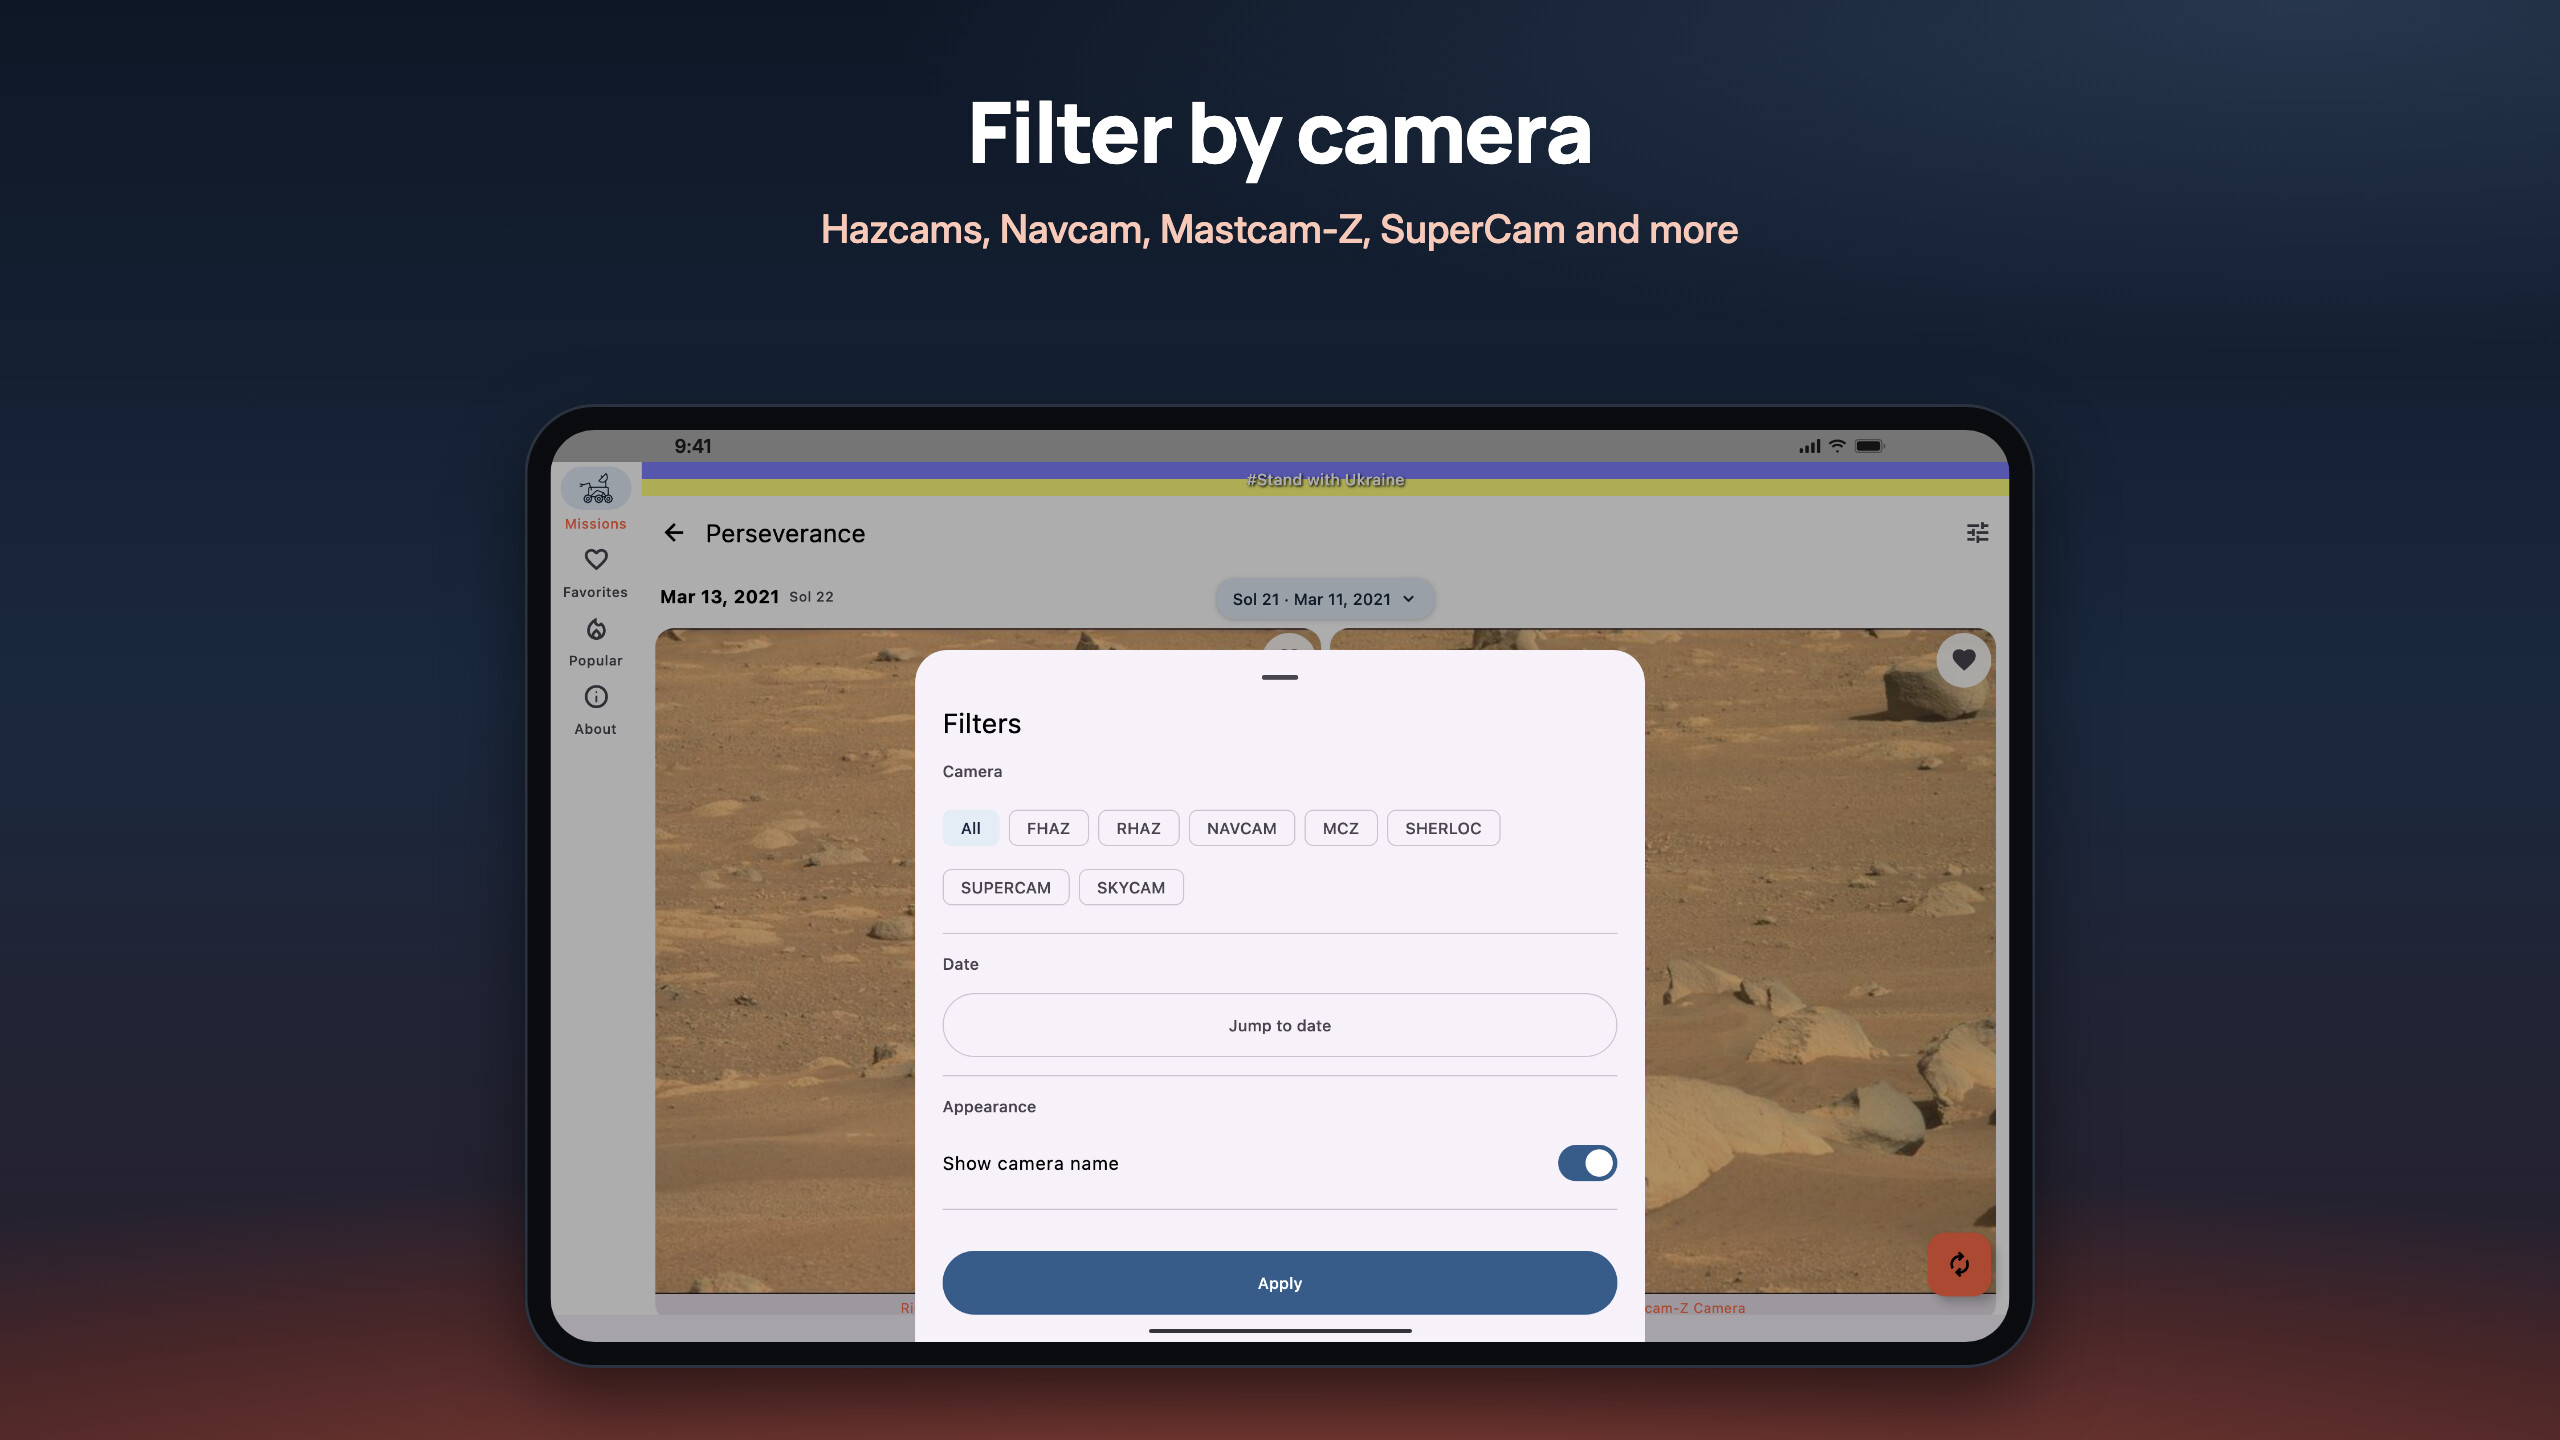 Filter by camera
Hazcams, Navcam, Mastcam-Z, SuperCam and more
9:41
#Stand with Ukraine
Missions
Favorites
Popular
About
Perseverance
Mar 13, 2021 Sol 22
Sol 21 · Mar 11, 2021
Filters
Camera
All FHAZ RHAZ NAVCAM MCZ SHERLOC
SUPERCAM SKYCAM
Date
Jump to date
Appearance
Show camera name
Apply
Ri
cam-Z Camera